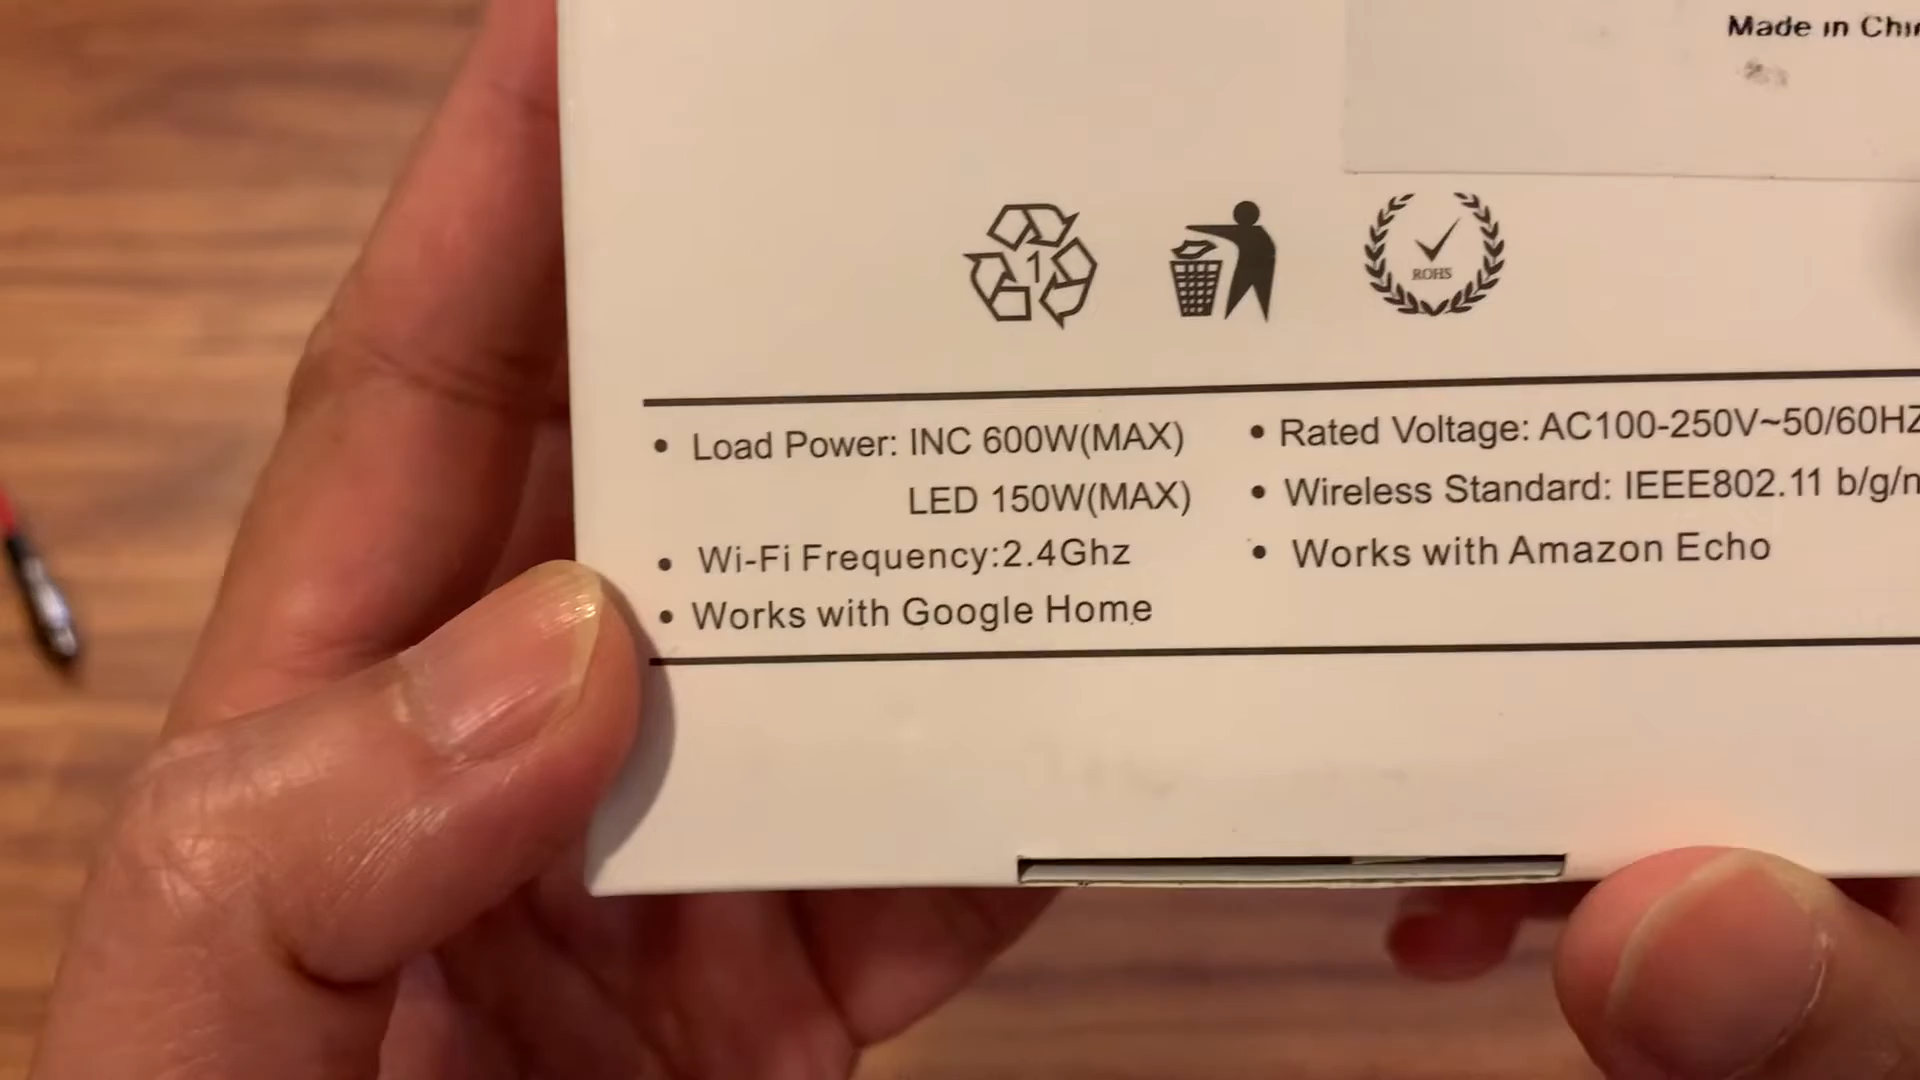 Made in
1
ROHS
• Load Power: INC 600W(MAX)
LED 150W(MAX)
• Wi-Fi Frequency:2.4Ghz
• Works with Google Home
• Rated Voltage: AC100-250V~50/60HZ
• Wireless Standard: IEEE802.11 b/g/n
• Works with Amazon Echo